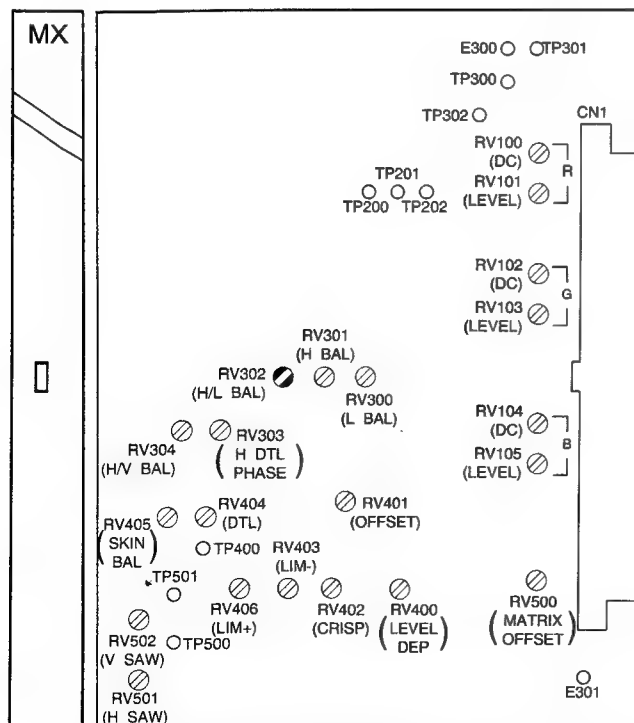 MX
E300
TP301
TP300
TP302
CN1
RV100
(DC)
R
TP201
RV101
(LEVEL)
TP200
TP202
RV102
(DC)
G
RV103
(LEVEL)
RV301
(H BAL)
RV302
(H/L BAL)
RV300
(L BAL)
RV104
(DC)
B
RV105
(LEVEL)
RV304
(H/V BAL)
RV303
(H DTL
PHASE)
RV404
(DTL)
RV401
(OFFSET)
RV405
(SKIN
BAL)
TP400
RV403
(LIM-)
TP501
RV406
(LIM+)
RV402
(CRISP)
RV400
(LEVEL
DEP)
RV500
(MATRIX
OFFSET)
RV502
(V SAW)
TP500
RV501
(H SAW)
E301